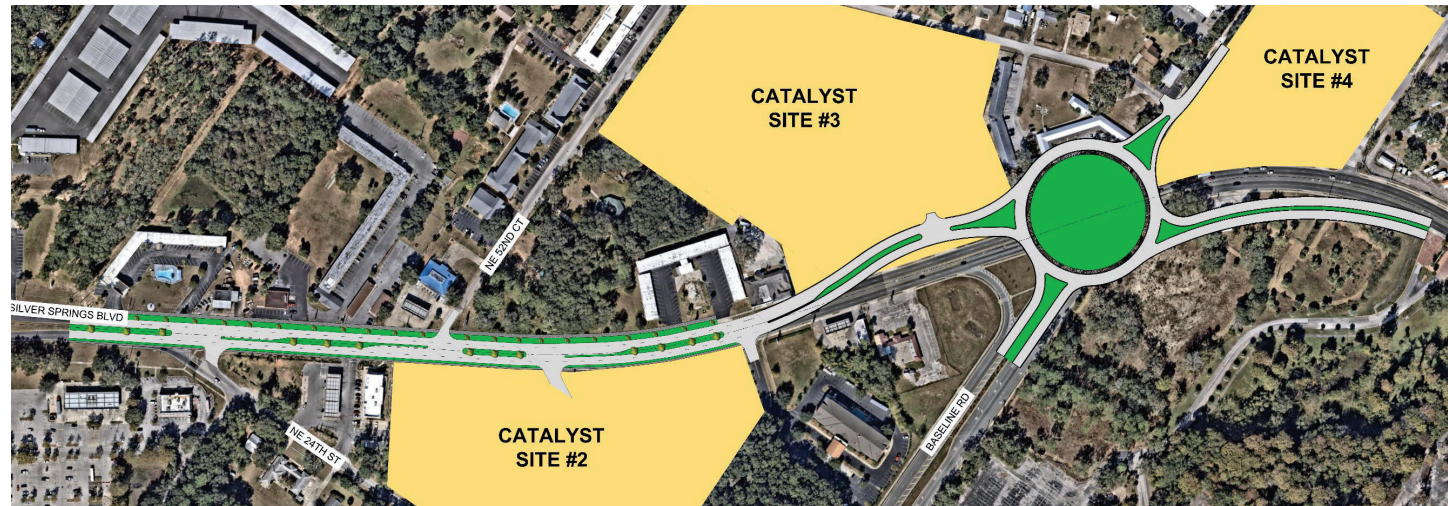 CATALYST
SITE #3
CATALYST
SITE #4
NE 52ND CT
SILVER SPRINGS BLVD
NE 24TH ST
CATALYST
SITE #2
BASELINE RD